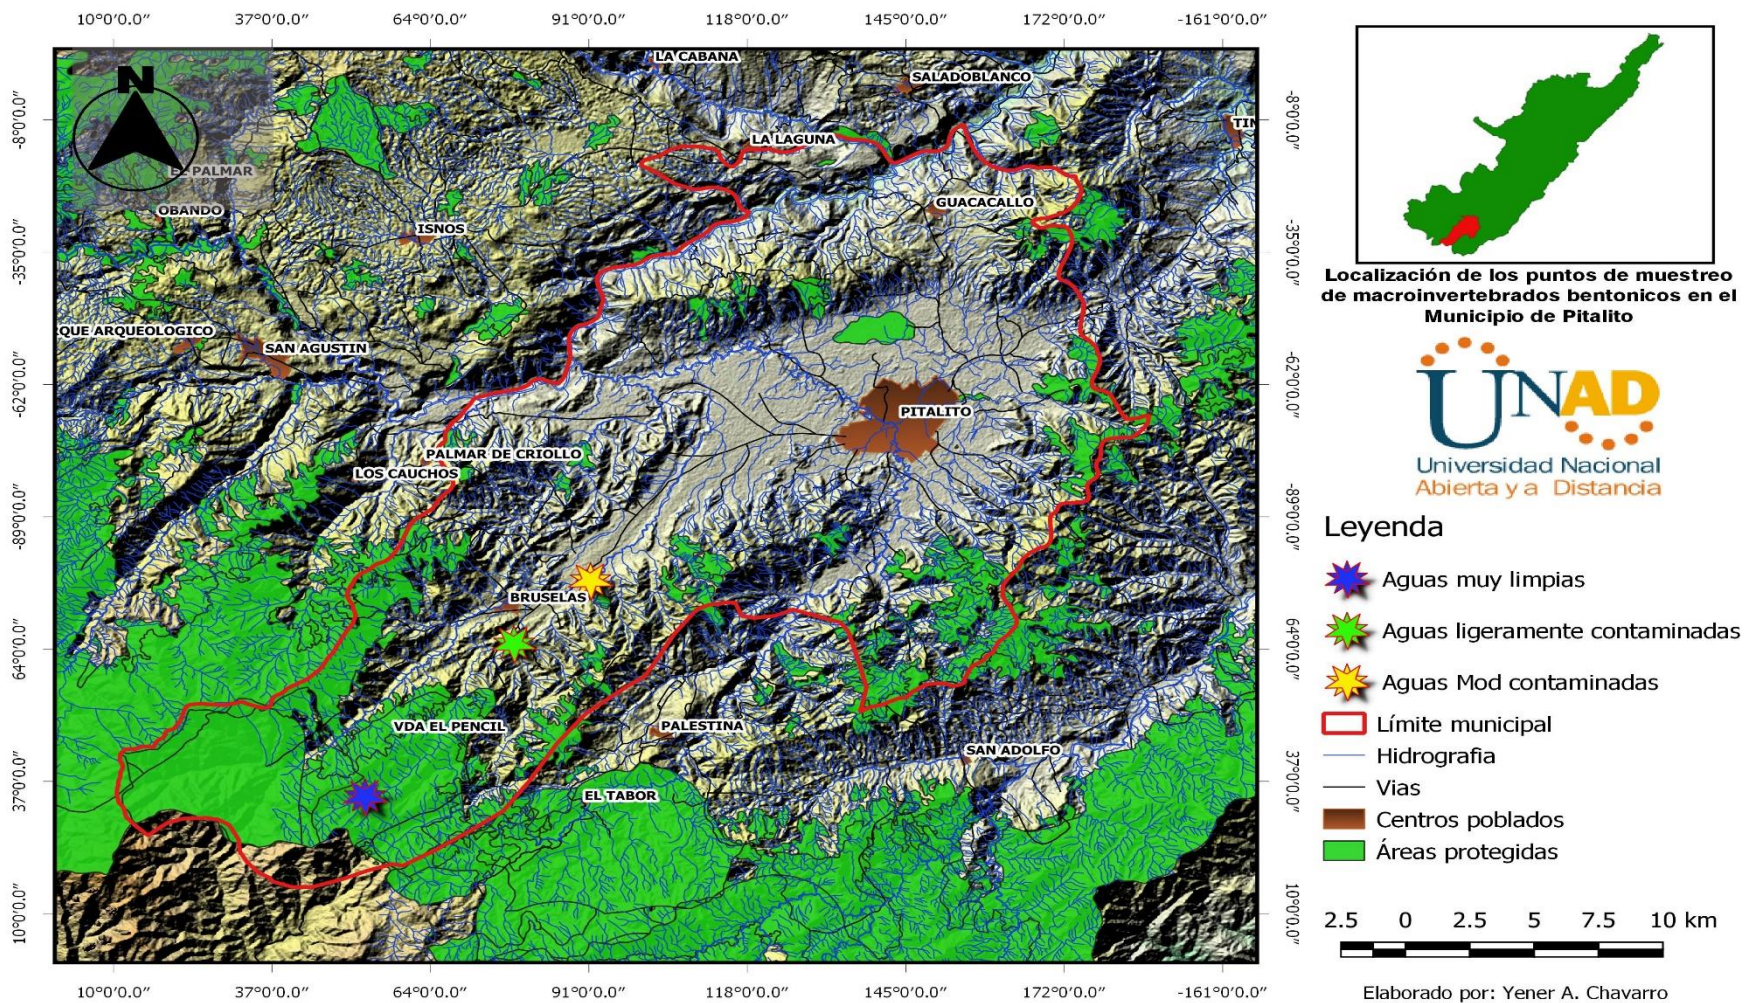 10°0′0.0″ 37°0′0.0″ 64°0′0.0″ 91°0′0.0″ 118°0′0.0″ 145°0′0.0″ 172°0′0.0″ -161°0′0.0″
-8°0′0.0″
-35°0′0.0″
-62°0′0.0″
-89°0′0.0″
64°0′0.0″
37°0′0.0″
10°0′0.0″
N
LA CABANA
SALADOBLANCO
TIM
LA LAGUNA
EL PALMAR
OBANDO
GUACACALLO
ISNOS
RQUE ARQUEOLOGICO
SAN AGUSTIN
PITALITO
PALMAR DE CRIOLLO
LOS CAUCHOS
BRUSELAS
VDA EL PENCIL
PALESTINA
SAN ADOLFO
EL TABOR
-8°0′0.0″
-35°0′0.0″
-62°0′0.0″
-89°0′0.0″
64°0′0.0″
37°0′0.0″
10°0′0.0″
10°0′0.0″ 37°0′0.0″ 64°0′0.0″ 91°0′0.0″ 118°0′0.0″ 145°0′0.0″ 172°0′0.0″ -161°0′0.0″
Localización de los puntos de muestreo
de macroinvertebrados bentonicos en el
Municipio de Pitalito
UNAD
Universidad Nacional
Abierta y a Distancia
Leyenda
Aguas muy limpias
Aguas ligeramente contaminadas
Aguas Mod contaminadas
Límite municipal
Hidrografia
Vias
Centros poblados
Áreas protegidas
2.5 0 2.5 5 7.5 10 km
Elaborado por: Yener A. Chavarro